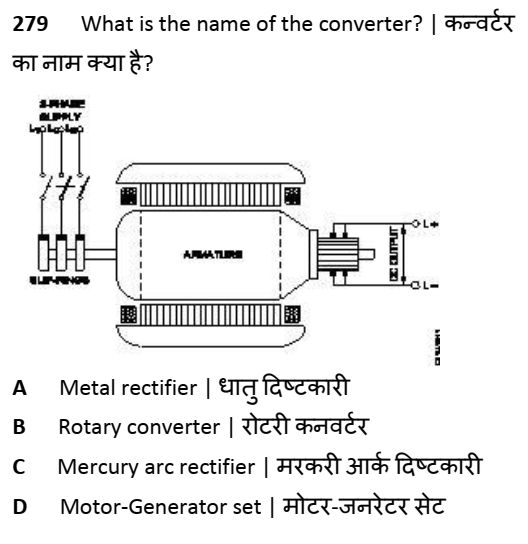 279 What is the name of the converter? | कन्वर्टर
का नाम क्या है?
3-PHASE
SUPPLY
ARMATURE
SLIP-RINGS
DC OUTPUT
L+
L-
A Metal rectifier | धातु दिष्टकारी
B Rotary converter | रोटरी कनवर्टर
C Mercury arc rectifier | मरकरी आर्क दिष्टकारी
D Motor-Generator set | मोटर-जनरेटर सेट